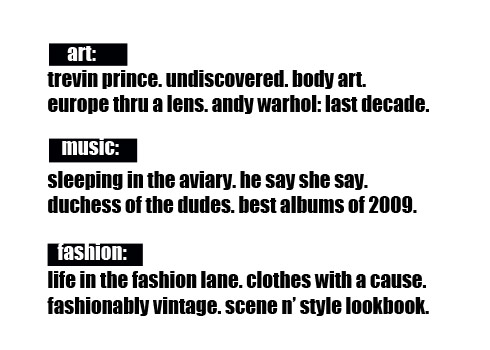 art:
trevin prince. undiscovered. body art.
europe thru a lens. andy warhol: last decade.
music:
sleeping in the aviary. he say she say.
duchess of the dudes. best albums of 2009.
fashion:
life in the fashion lane. clothes with a cause.
fashionably vintage. scene n’ style lookbook.